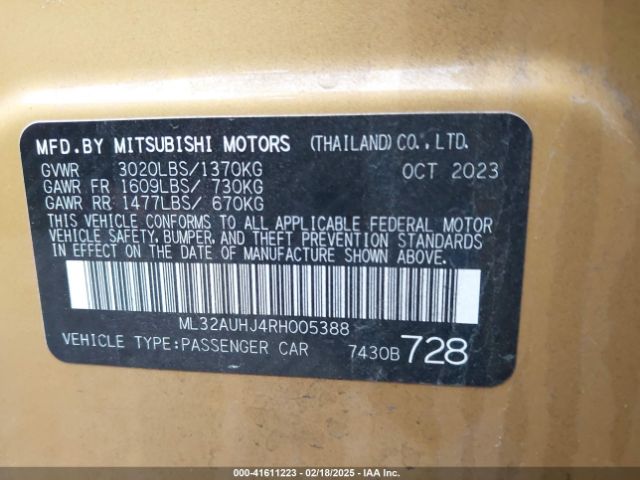 MFD.BY MITSUBISHI MOTORS (THAILAND) CO.,LTD.
GVWR 3020LBS/1370KG OCT 2023
GAWR FR 1609LBS/ 730KG
GAWR RR 1477LBS/ 670KG
THIS VEHICLE CONFORMS TO ALL APPLICABLE FEDERAL MOTOR
VEHICLE SAFETY, BUMPER, AND THEFT PREVENTION STANDARDS
IN EFFECT ON THE DATE OF MANUFACTURE SHOWN ABOVE.
ML32AUHJ4RH005388
VEHICLE TYPE:PASSENGER CAR 7430B 728
000-41611223 - 02/18/2025 - IAAI